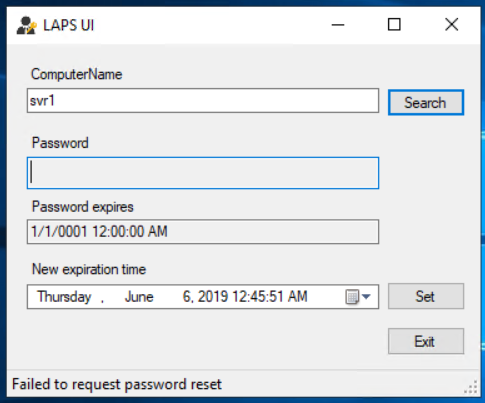 LAPS UI
ComputerName
svr1
Search
Password
Password expires
1/1/0001 12:00:00 AM
New expiration time
Thursday , June 6, 2019 12:45:51 AM
Set
Exit
Failed to request password reset